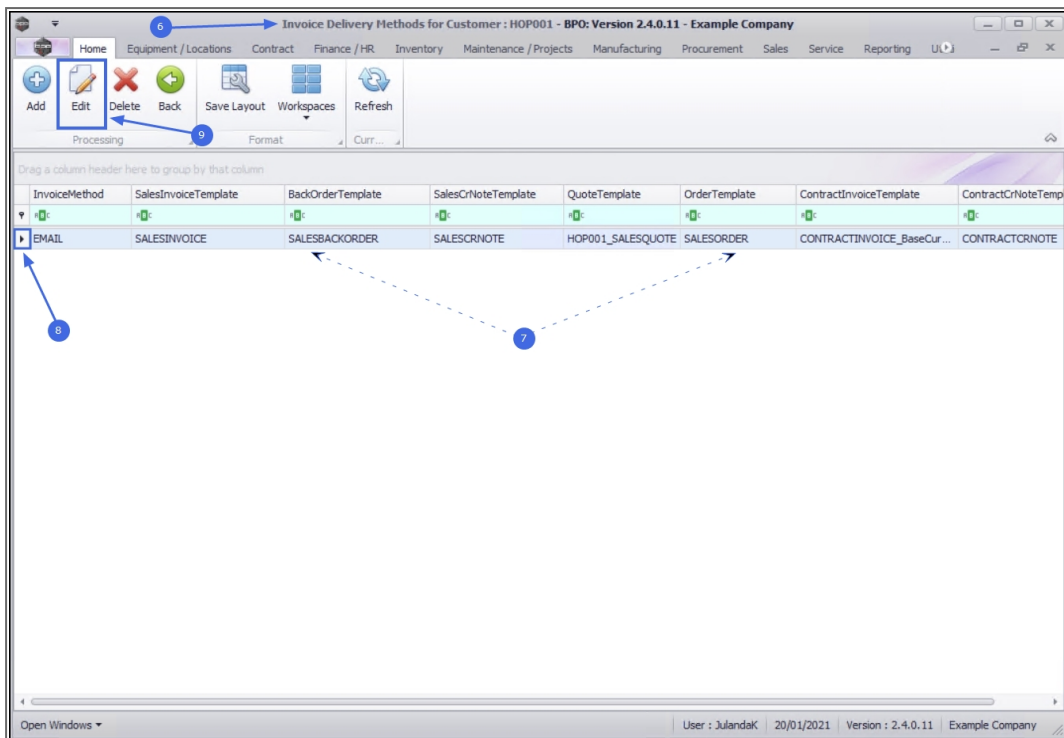 6
Invoice Delivery Methods for Customer : HOP001 - BPO: Version 2.4.0.11 - Example Company
Home Equipment / Locations Contract Finance / HR Inventory Maintenance / Projects Manufacturing Procurement Sales Service Reporting
Add Edit Delete Back Save Layout Workspaces Refresh
9
Processing Format Curr...
Drag a column header here to group by that column
InvoiceMethod SalesInvoiceTemplate BackOrderTemplate SalesCrNoteTemplate QuoteTemplate OrderTemplate ContractInvoiceTemplate ContractCrNoteTemp
EMAIL SALESINVOICE SALESBACKORDER SALESCRNOTE HOP001_SALESQUOTE SALESORDER CONTRACTINVOICE_BaseCur... CONTRACTCRNOTE
8
7
Open Windows User : JulandaK 20/01/2021 Version : 2.4.0.11 Example Company